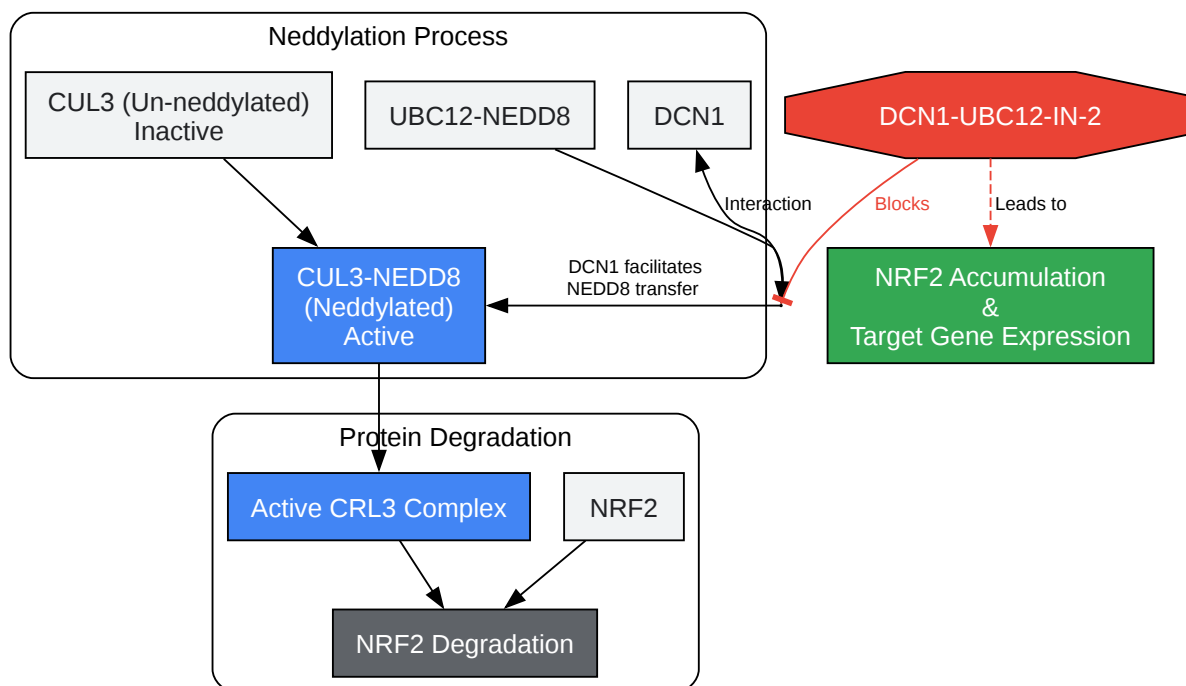 Neddylation Process
CUL3 (Un-neddylated)
Inactive
UBC12-NEDD8
DCN1
DCN1-UBC12-IN-2
Interaction
Blocks
Leads to
CUL3-NEDD8
(Neddylated)
Active
DCN1 facilitates
NEDD8 transfer
NRF2 Accumulation
&
Target Gene Expression
Protein Degradation
Active CRL3 Complex
NRF2
NRF2 Degradation